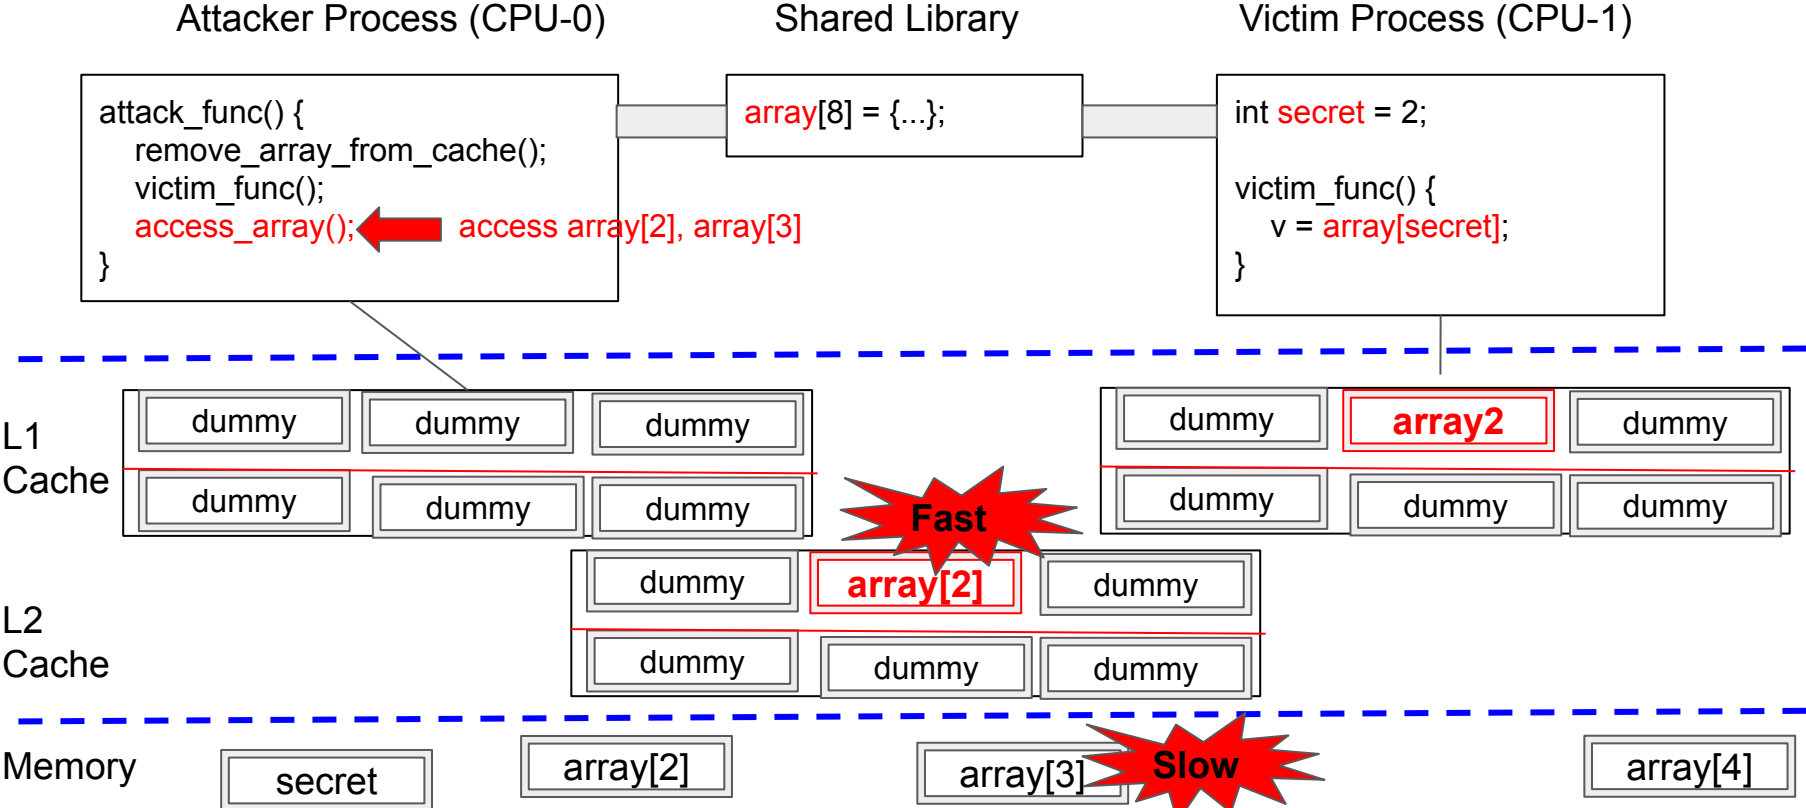 Attacker Process (CPU-0)
Shared Library
Victim Process (CPU-1)
attack_func() {
remove_array_from_cache();
victim_func();
access_array();
access array[2], array[3]
}
array[8] = {...};
int secret = 2;
victim_func() {
v = array[secret];
}
L1
Cache
dummy
dummy
dummy
dummy
dummy
dummy
dummy
array2
dummy
dummy
dummy
dummy
Fast
L2
Cache
dummy
array[2]
dummy
dummy
dummy
dummy
Memory
secret
array[2]
array[3]
Slow
array[4]